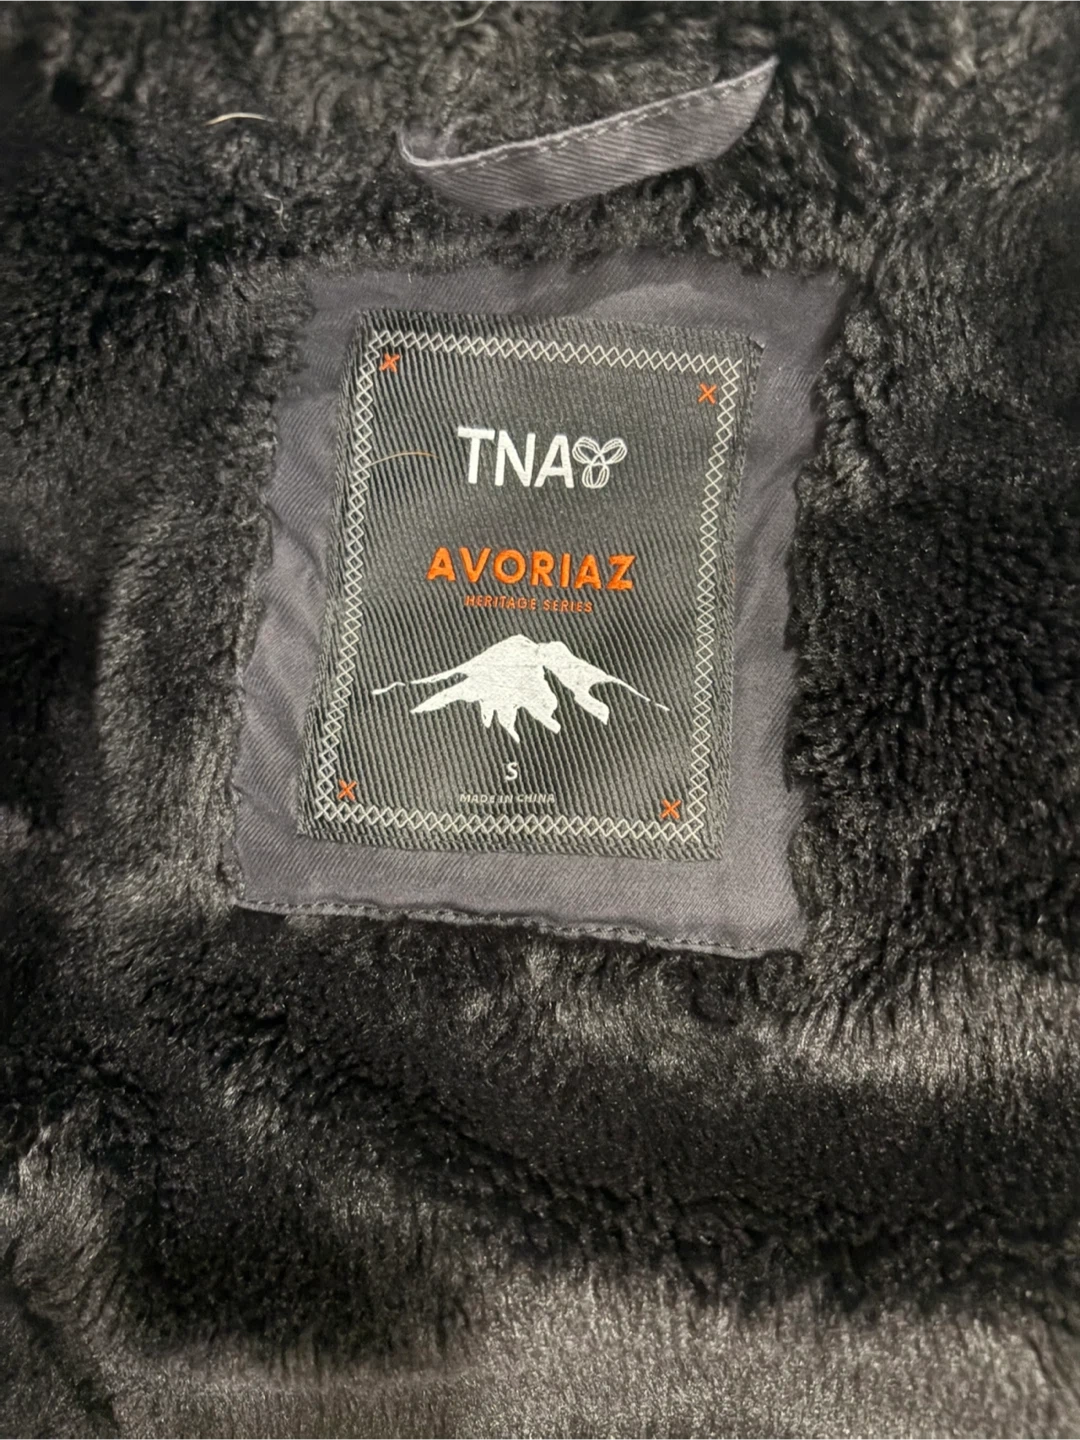 TNA
AVORIAZ
HERITAGE SERIES
S
MADE IN CHINA